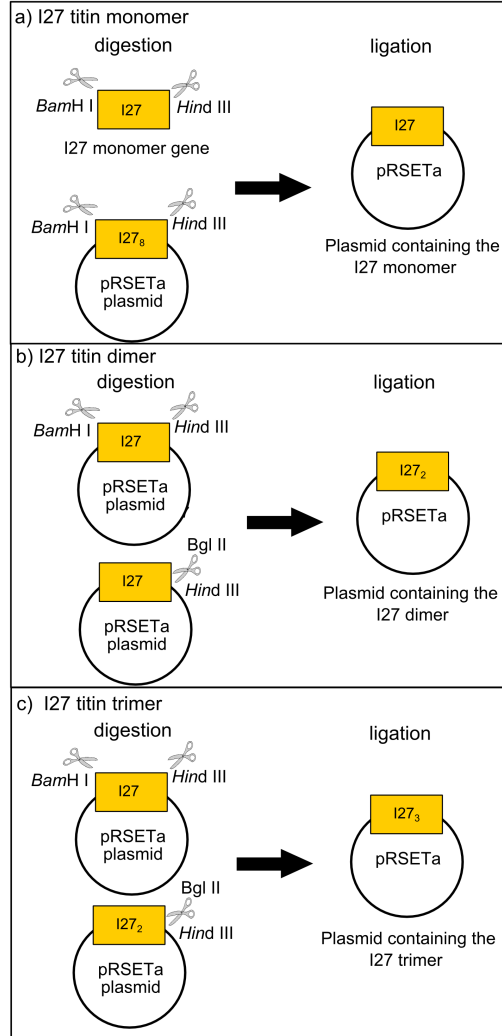 a) I27 titin monomer
digestion
ligation
BamH I
I27
Hind III
I27 monomer gene
BamH I
I27₈
Hind III
pRSETa
plasmid
I27
pRSETa
Plasmid containing the
I27 monomer
b) I27 titin dimer
digestion
ligation
BamH I
I27
Hind III
pRSETa
plasmid
Bgl II
I27
Hind III
pRSETa
plasmid
I27₂
pRSETa
Plasmid containing the
I27 dimer
c) I27 titin trimer
digestion
ligation
BamH I
I27
Hind III
pRSETa
plasmid
Bgl II
I27₂
Hind III
pRSETa
plasmid
I27₃
pRSETa
Plasmid containing the
I27 trimer